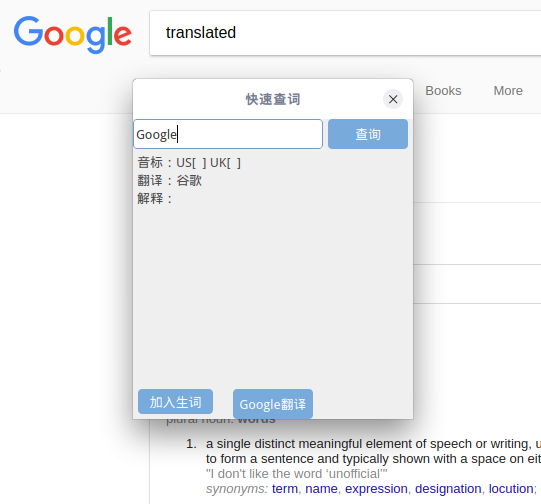 Google
translated
Books More
快速查词
Google 查询
音标：US[ ] UK[ ]
翻译：谷歌
解释：
加入生词 Google翻译
plural noun: words
1. a single distinct meaningful element of speech or writing, u
to form a sentence and typically shown with a space on eit
"I don't like the word ‘unofficial’"
synonyms: term, name, expression, designation, locution;